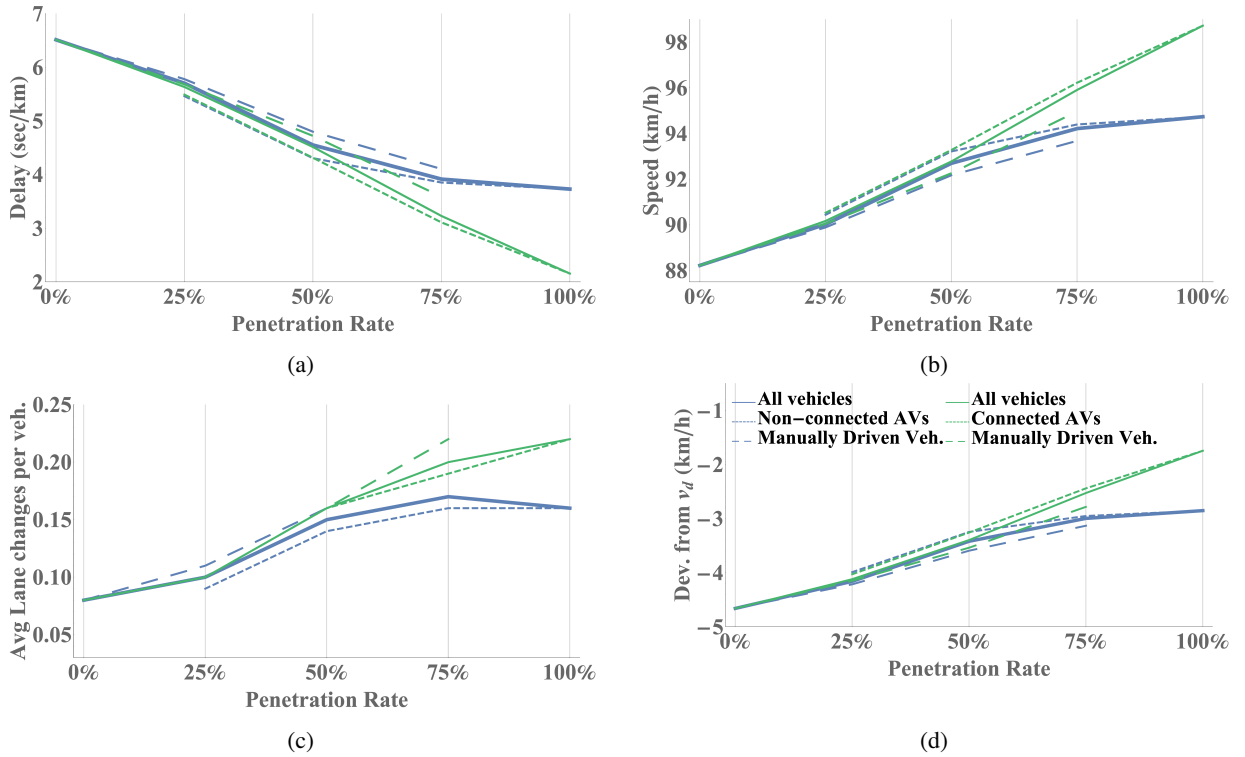 7
6
5
4
3
2
Delay (sec/km)
0% 25% 50% 75% 100%
Penetration Rate
(a)
98
96
94
92
90
88
Speed (km/h)
0% 25% 50% 75% 100%
Penetration Rate
(b)
0.25
0.20
0.15
0.10
0.05
Avg Lane changes per veh.
0% 25% 50% 75% 100%
Penetration Rate
(c)
All vehicles All vehicles
Non−connected AVs Connected AVs
Manually Driven Veh. Manually Driven Veh.
−1
−2
−3
−4
−5
Dev. from v_d (km/h)
0% 25% 50% 75% 100%
Penetration Rate
(d)